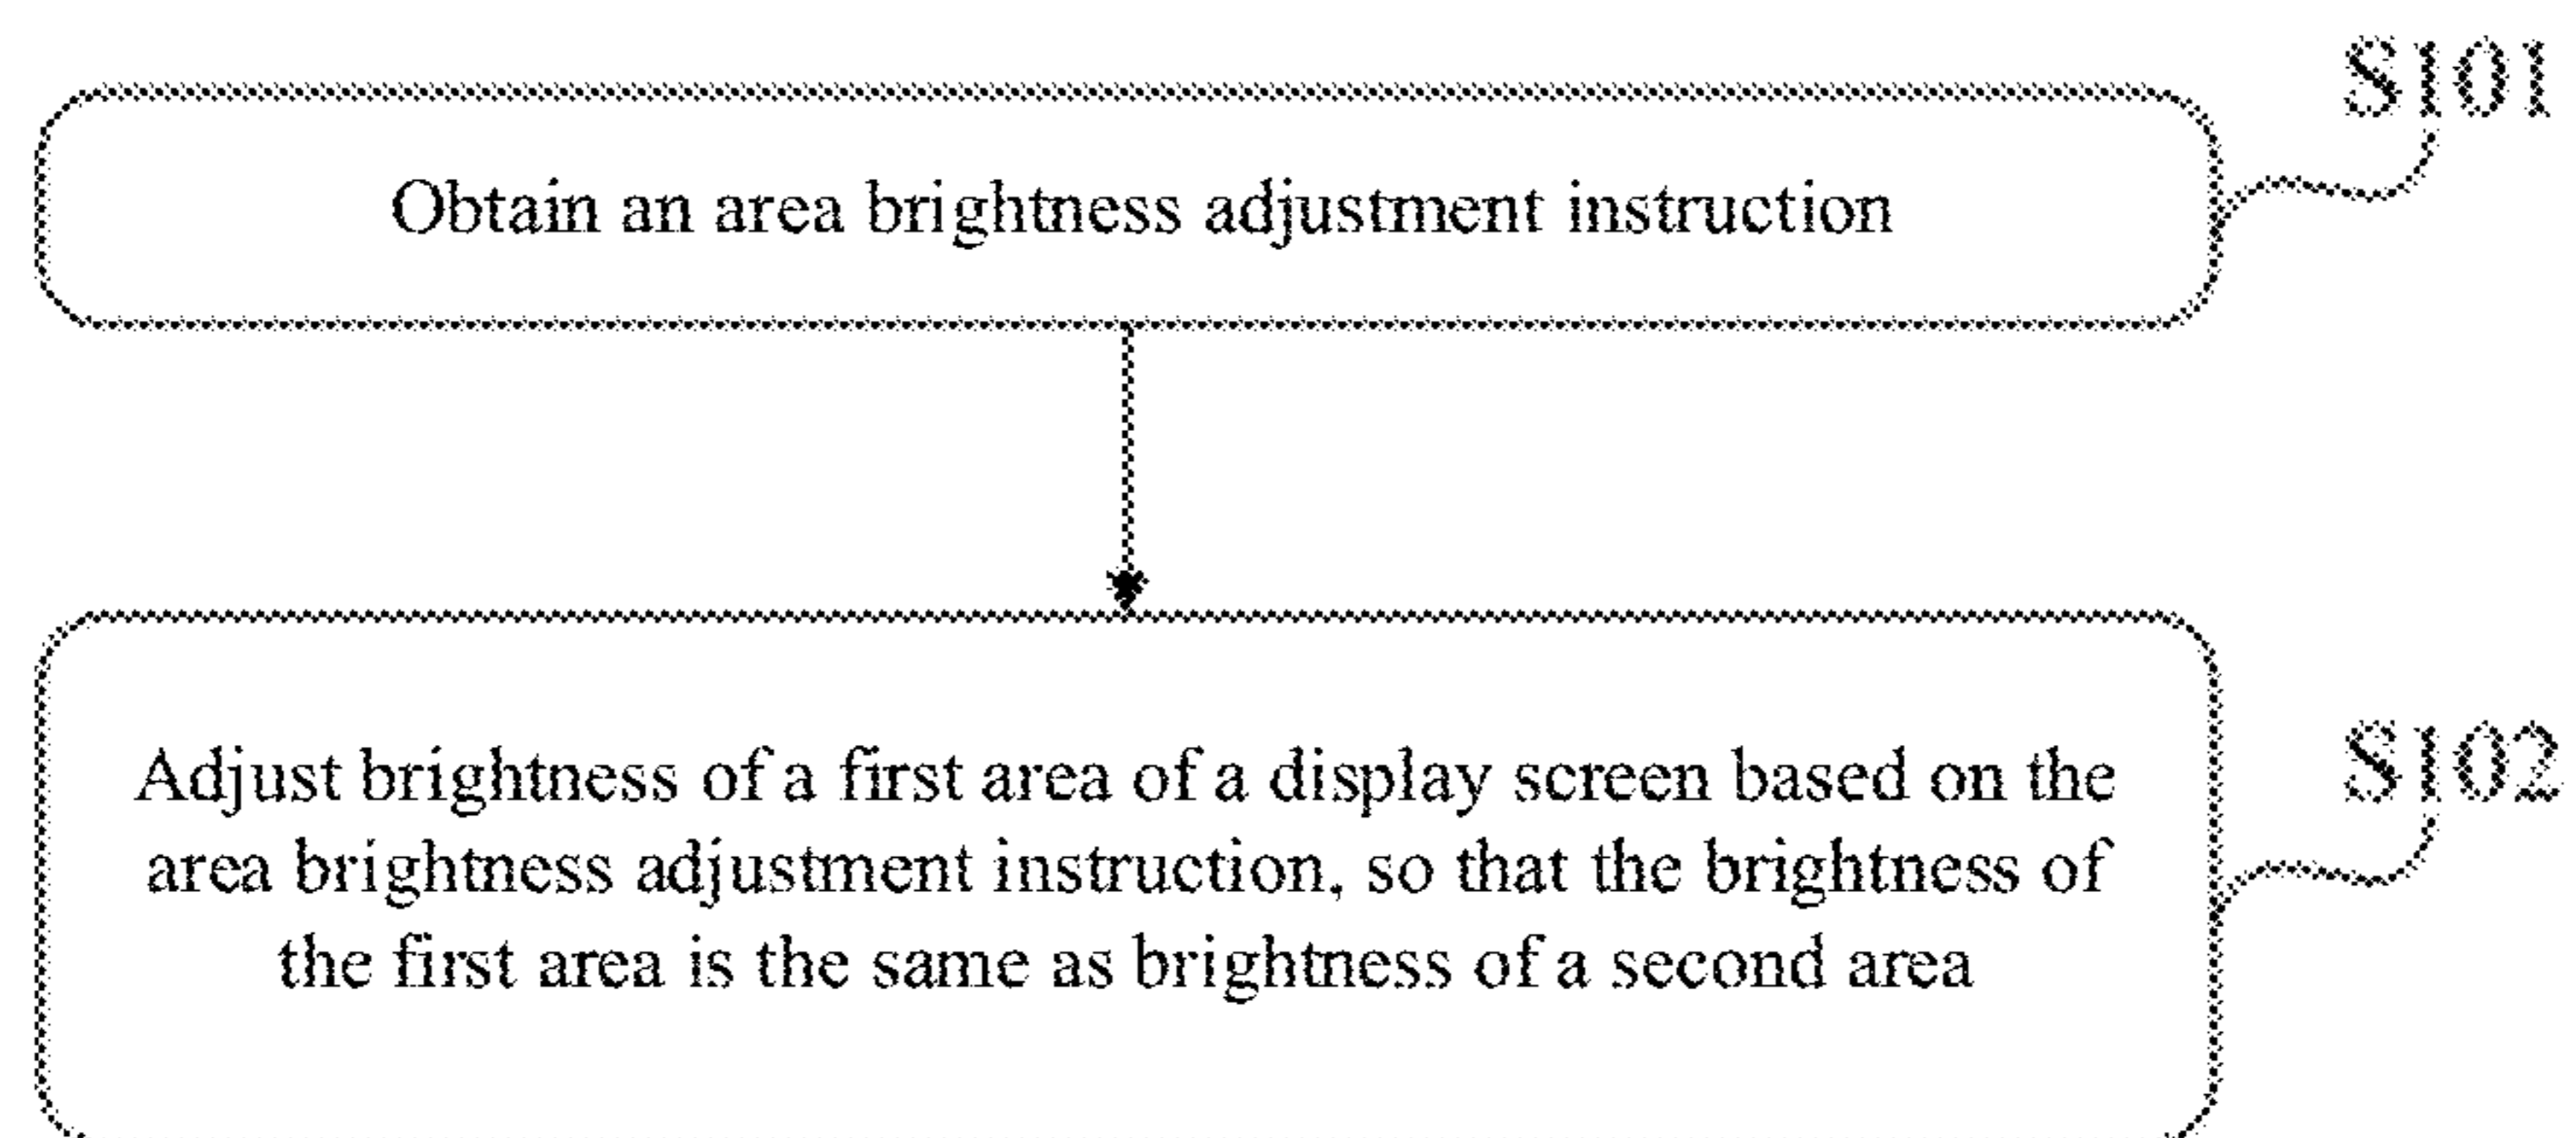 S101
Obtain an area brightness adjustment instruction
Adjust brightness of a first area of a display screen based on the
area brightness adjustment instruction, so that the brightness of
the first area is the same as brightness of a second area
S102